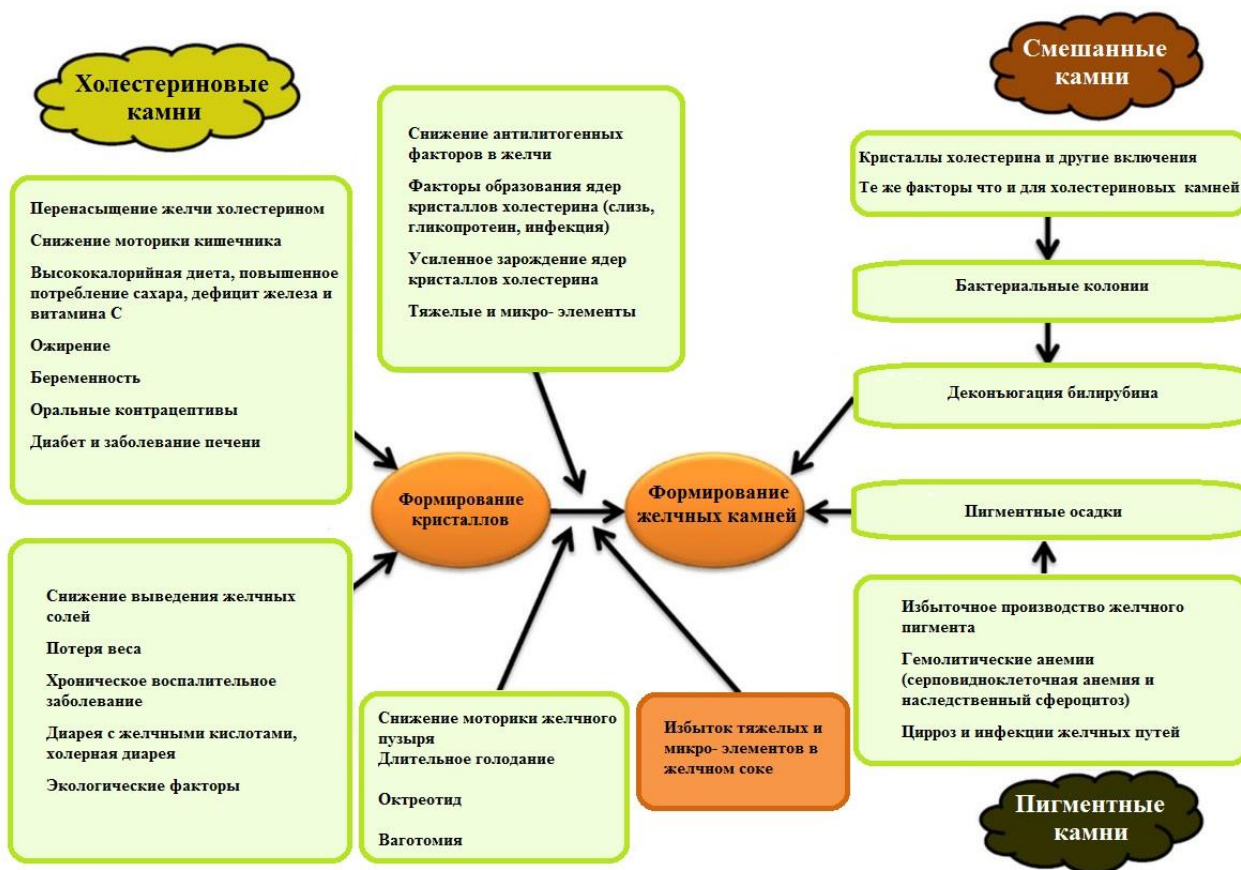 Холестериновые
камни
Перенасыщение желчи холестерином
Снижение моторики кишечника
Высококалорийная диета, повышенное
потребление сахара, дефицит железа и
витамина С
Ожирение
Беременность
Оральные контрацептивы
Диабет и заболевание печени
Снижение выведения желчных
солей
Потеря веса
Хроническое воспалительное
заболевание
Диарея с желчными кислотами,
холерная диарея
Экологические факторы
Снижение антилитогенных
факторов в желчи
Факторы образования ядер
кристаллов холестерина (слизь,
гликопротеин, инфекция)
Усиленное зарождение ядер
кристаллов холестерина
Тяжелые и микро- элементы
Формирование
кристаллов
Формирование
желчных камней
Снижение моторики желчного
пузыря
Длительное голодание
Октреотид
Ваготомия
Избыток тяжелых и
микро- элементов в
желчном соке
Смешанные
камни
Кристаллы холестерина и другие включения
Те же факторы что и для холестериновых камней
Бактериальные колонии
Деконъюгация билирубина
Пигментные осадки
Избыточное производство желчного
пигмента
Гемолитические анемии
(серповидноклеточная анемия и
наследственный сфероцитоз)
Цирроз и инфекции желчных путей
Пигментные
камни